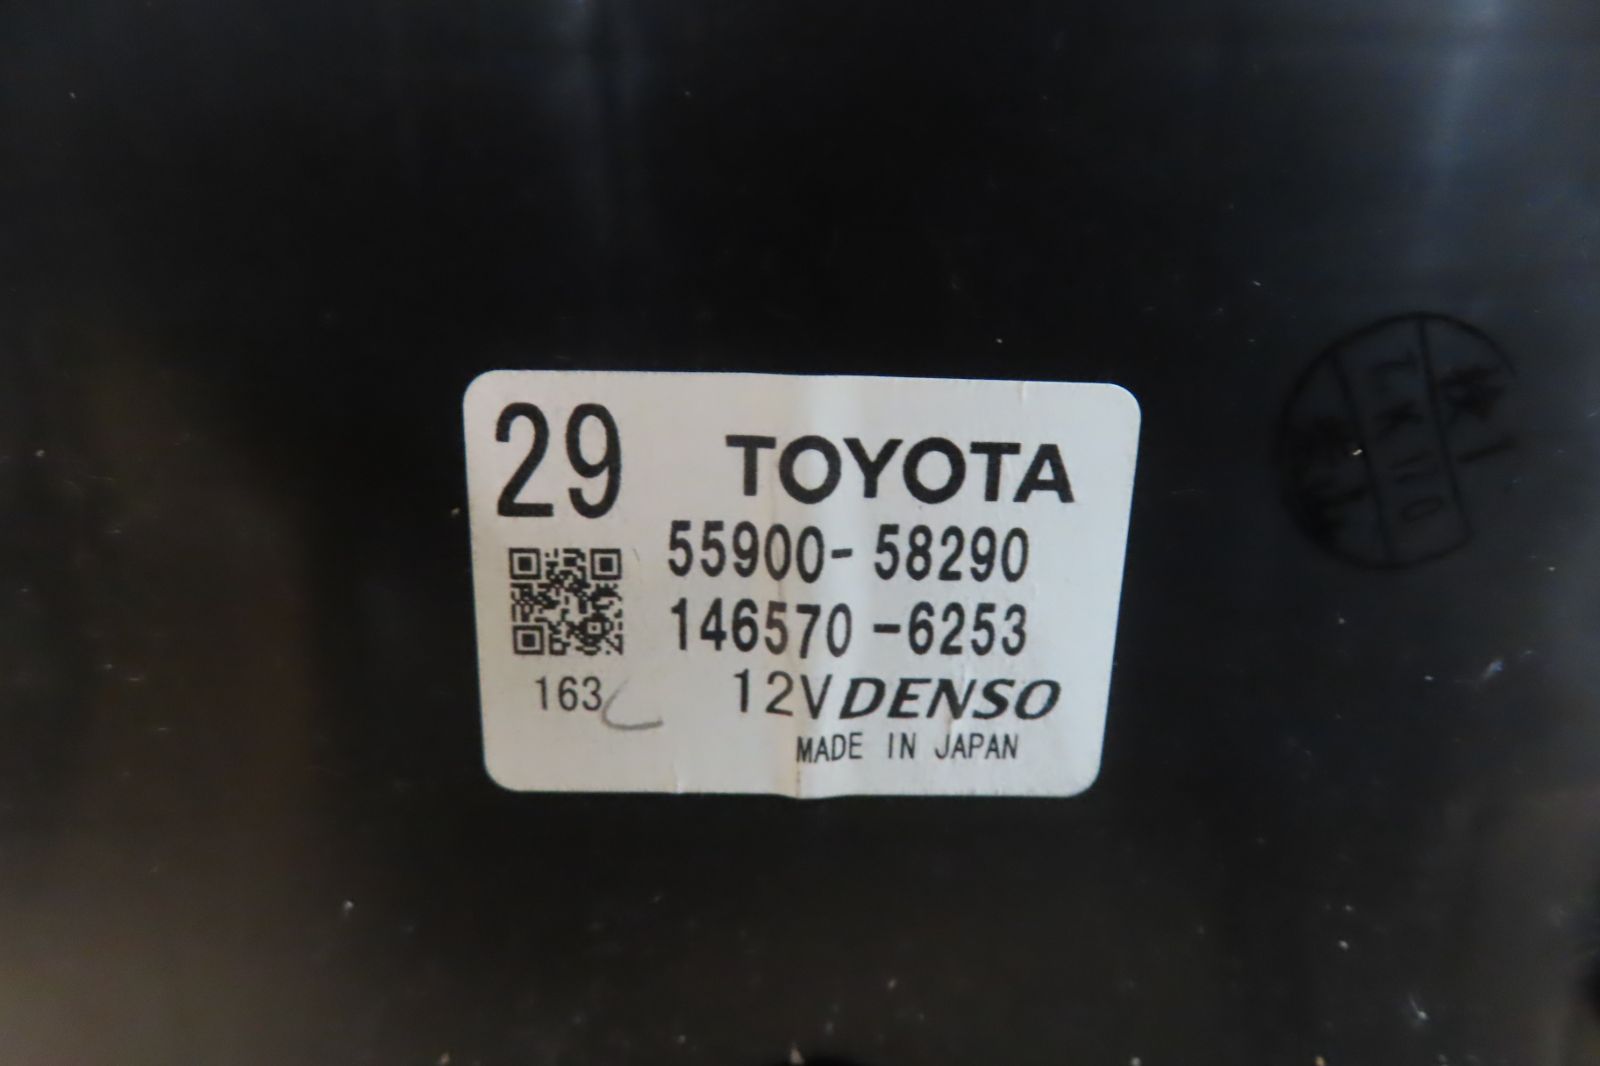 29
TOYOTA
55900-58290
146570-6253
163
12V DENSO
MADE IN JAPAN